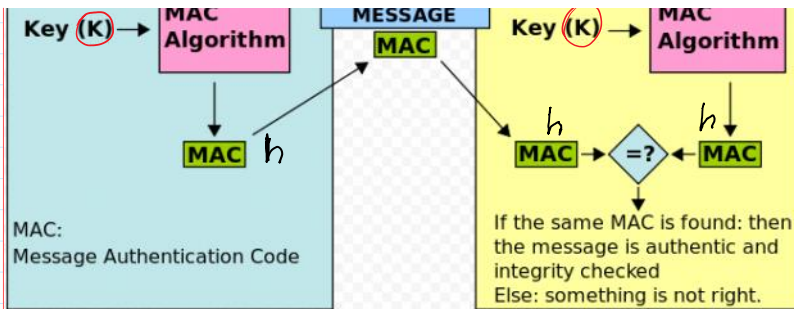 MESSAGE
Key (K)
MAC
Algorithm
MAC
Key (K)
MAC
Algorithm
MAC
h
h
MAC
=?
h
MAC
MAC:
Message Authentication Code
If the same MAC is found: then
the message is authentic and
integrity checked
Else: something is not right.